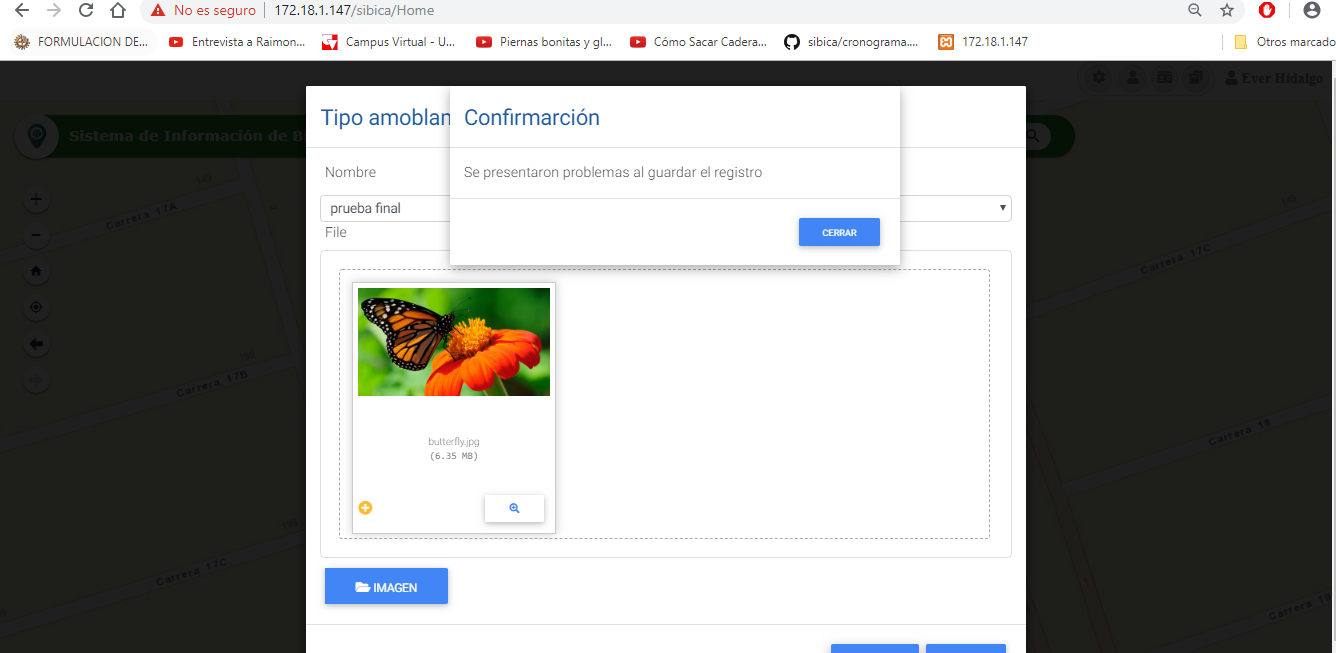 No es seguro | 172.18.1.147/sibica/Home
FORMULACION DE...
Entrevista a Raimon...
Campus Virtual - U...
Piernas bonitas y gl...
Cómo Sacar Cadera...
sibica/cronograma....
172.18.1.147
Otros marcado
Ever Hidalgo
Sistema de Información de B
Tipo amoblan
Confirmarción
Se presentaron problemas al guardar el registro
CERRAR
Nombre
prueba final
File
butterfly.jpg
(6.35 MB)
IMAGEN
Carrera 17A
Carrera 17B
Carrera 17C
Carrera 17C
Carrera 18
Carrera 19